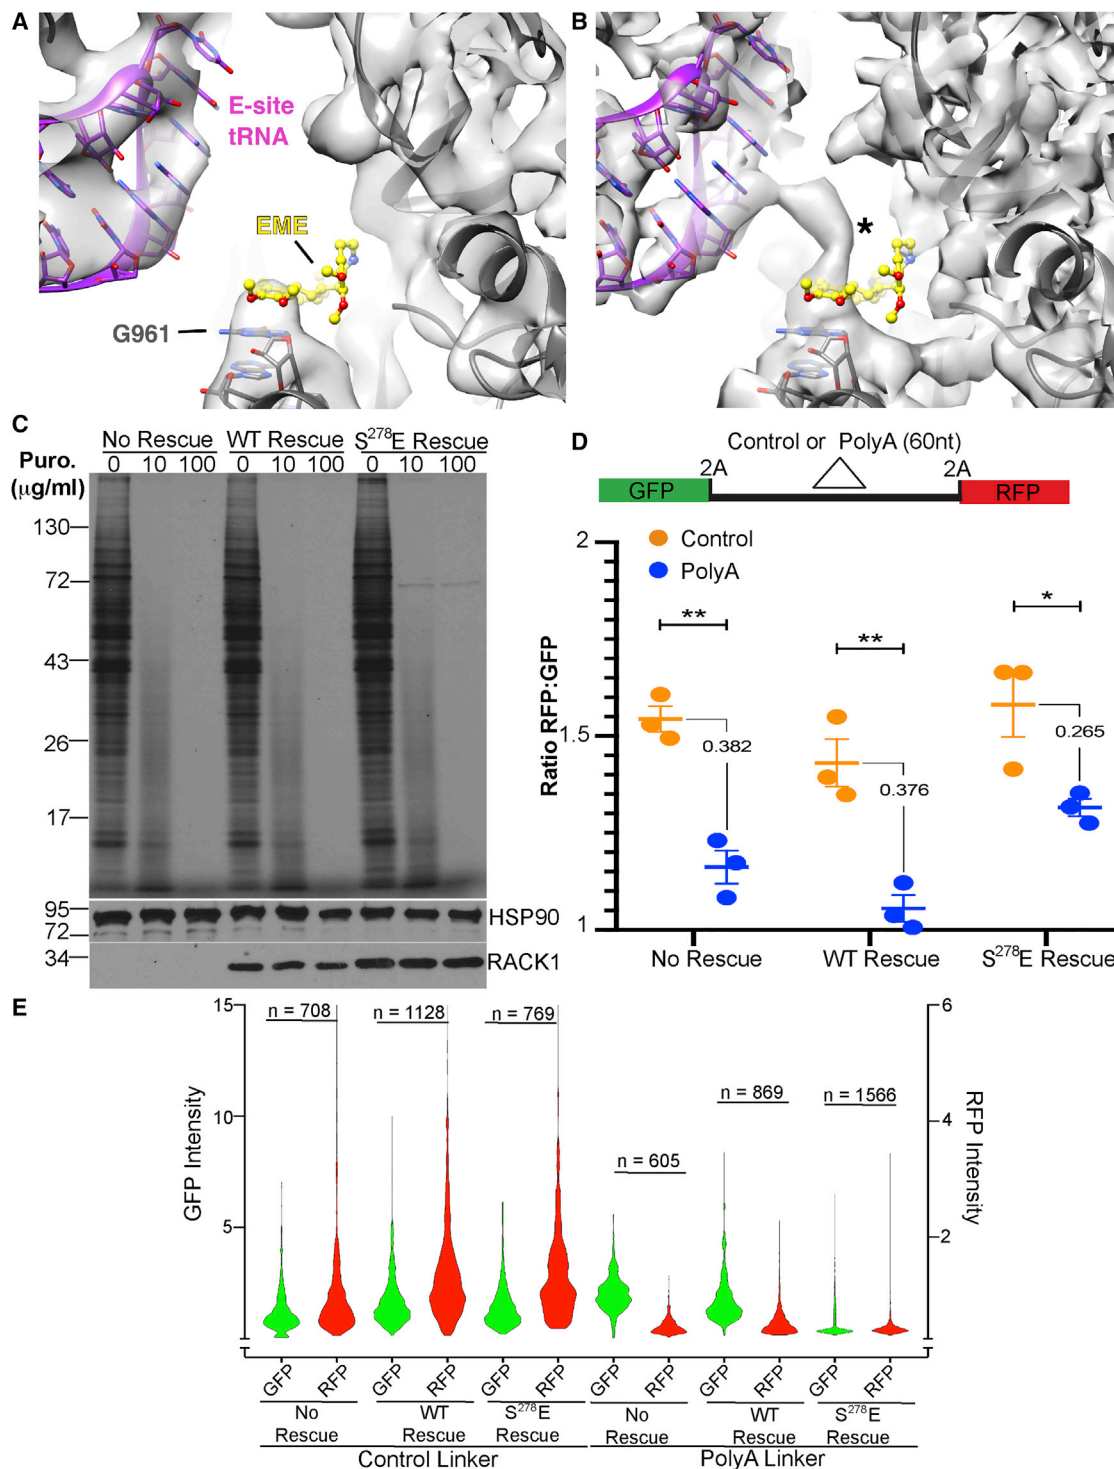 A
E-site
tRNA
EME
G961
B
*
C
No Rescue WT Rescue S²⁷⁸E Rescue
Puro. 0 10 100 0 10 100 0 10 100
(μg/ml)
130
72
43
26
17
95
72
HSP90
34
RACK1
D
Control or PolyA (60nt)
2A 2A
GFP RFP
Control
PolyA
Ratio RFP:GFP
2
1.5
1
**
**
*
0.382
0.376
0.265
No Rescue WT Rescue S²⁷⁸E Rescue
E
GFP Intensity
15
10
5
RFP Intensity
6
4
2
n = 708 n = 1128 n = 769
n = 605
n = 869 n = 1566
GFP RFP GFP RFP GFP RFP GFP RFP GFP RFP GFP RFP
No WT S²⁷⁸E No WT S²⁷⁸E
Rescue Rescue Rescue Rescue Rescue Rescue
Control Linker PolyA Linker